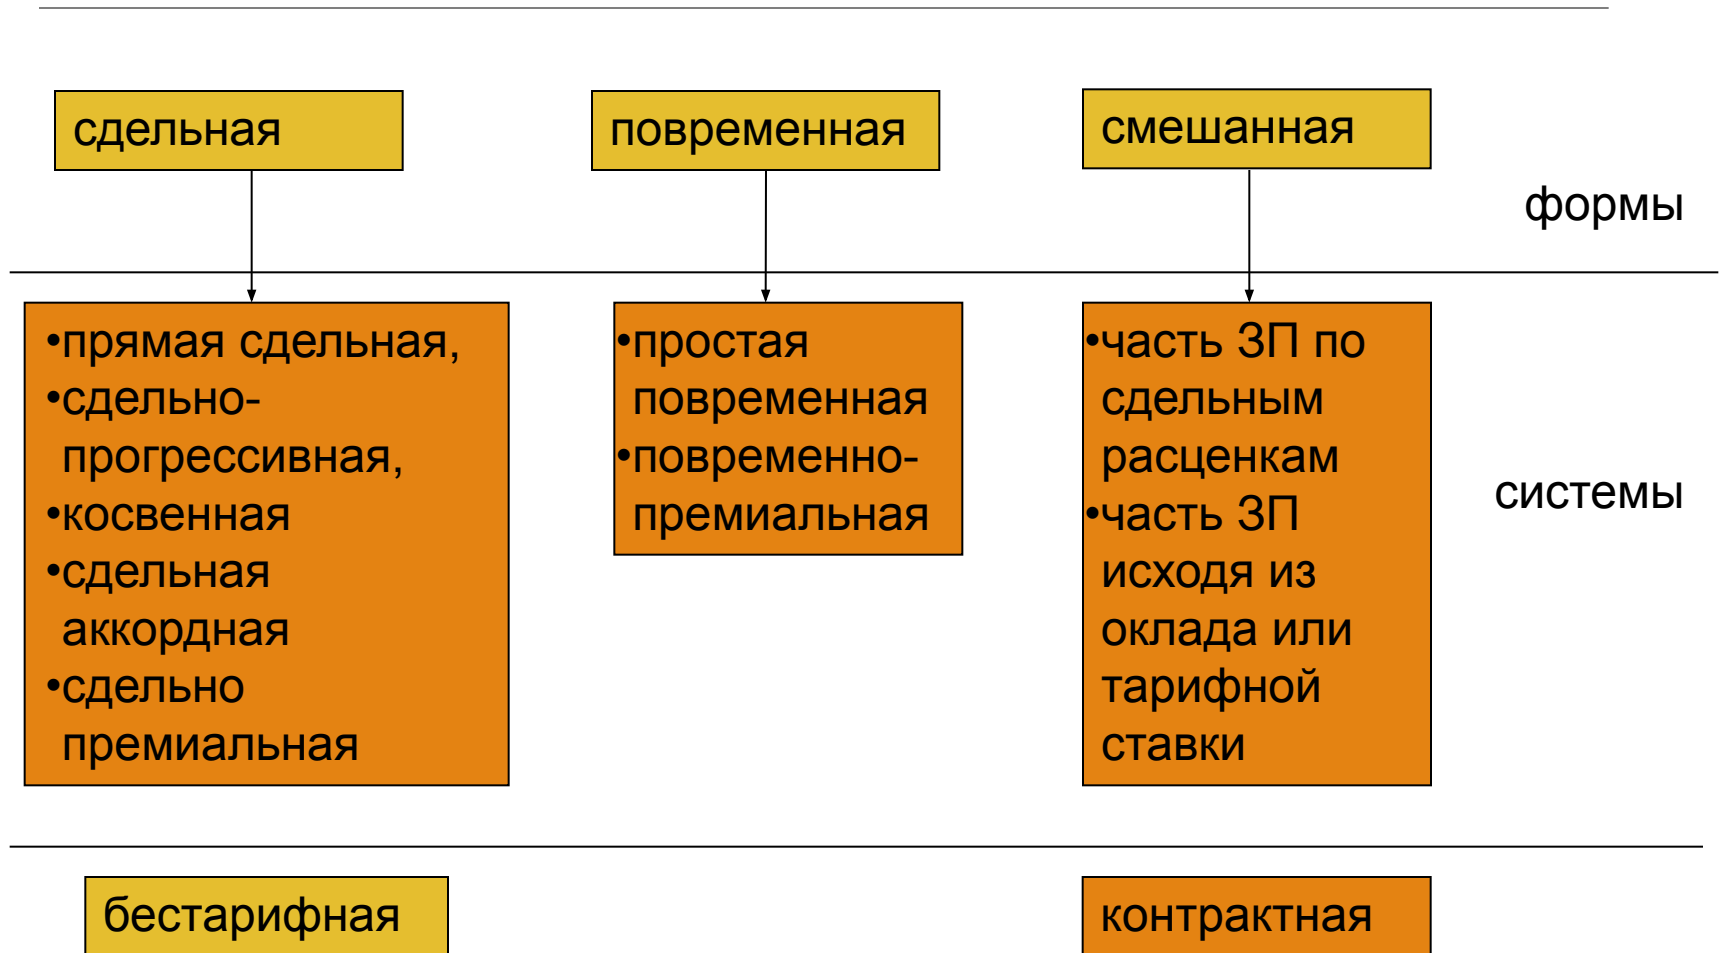 сдельная
повременная
смешанная
формы
•прямая сдельная,
•сдельно-
прогрессивная,
•косвенная
•сдельная
аккордная
•сдельно
премиальная
•простая
повременная
•повременно-
премиальная
•часть ЗП по
сдельным
расценкам
•часть ЗП
исходя из
оклада или
тарифной
ставки
системы
бестарифная
контрактная